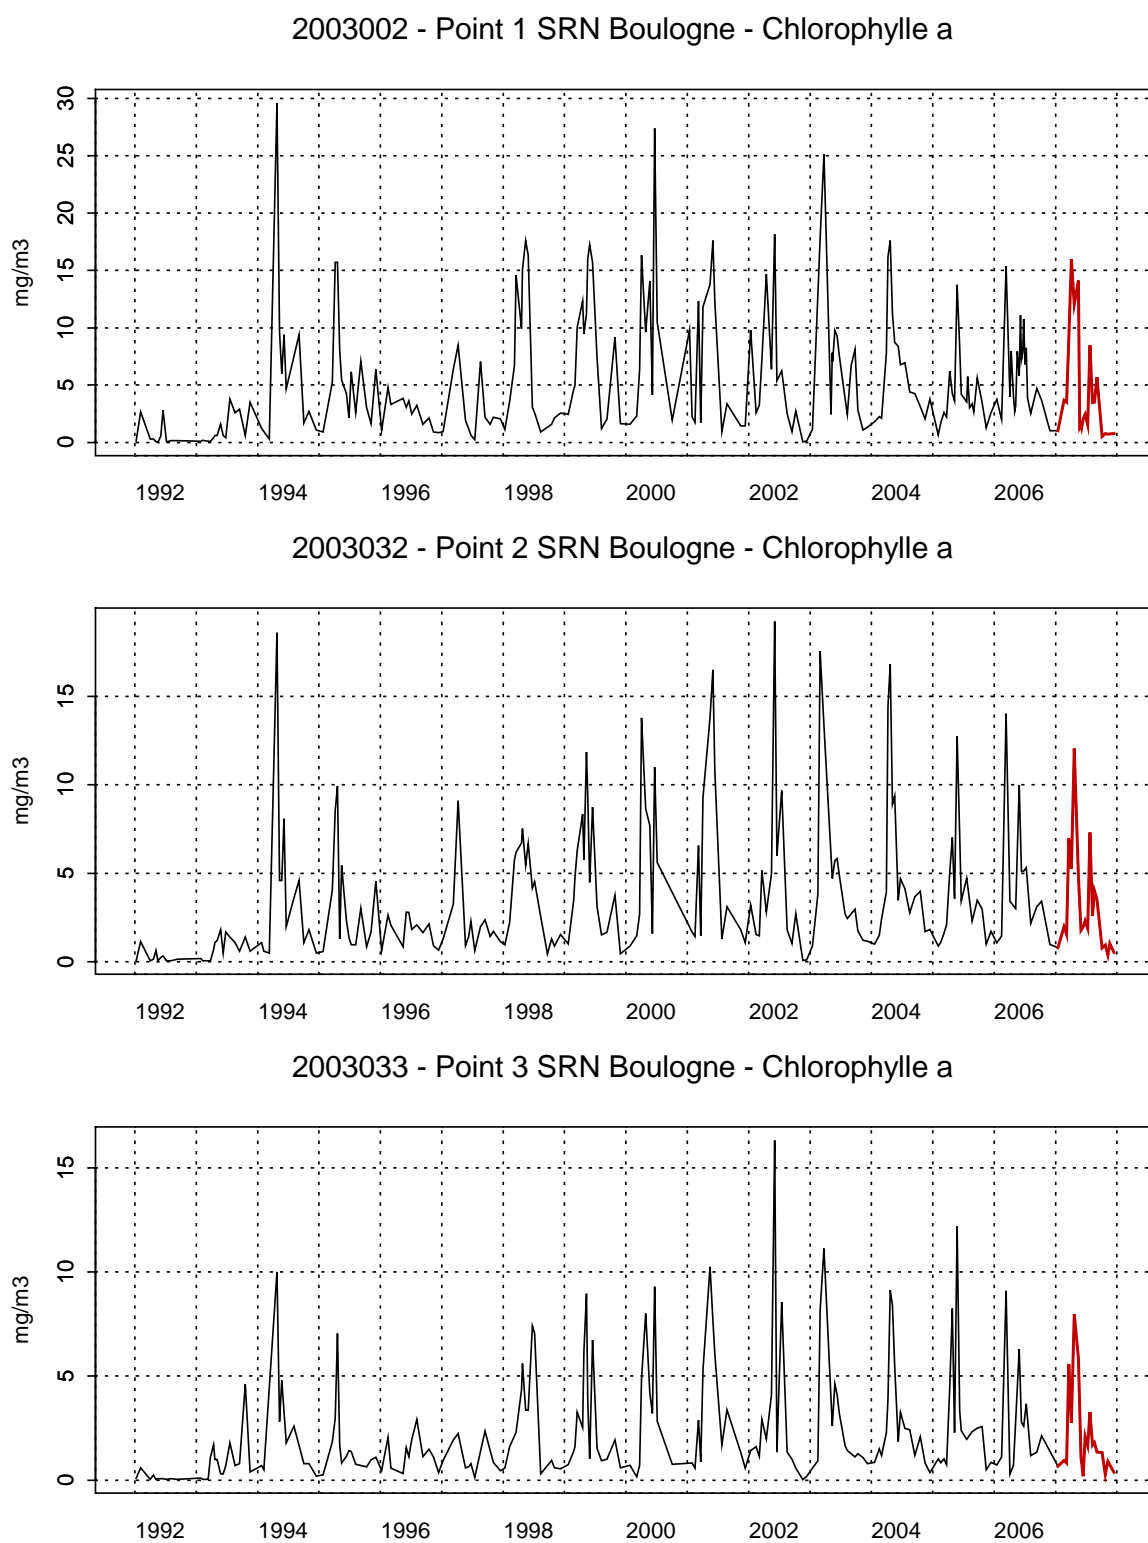 2003002 - Point 1 SRN Boulogne - Chlorophylle a
30
25
20
15
10
5
0
mg/m3
1992 1994 1996 1998 2000 2002 2004 2006
2003032 - Point 2 SRN Boulogne - Chlorophylle a
15
10
5
0
mg/m3
1992 1994 1996 1998 2000 2002 2004 2006
2003033 - Point 3 SRN Boulogne - Chlorophylle a
15
10
5
0
mg/m3
1992 1994 1996 1998 2000 2002 2004 2006